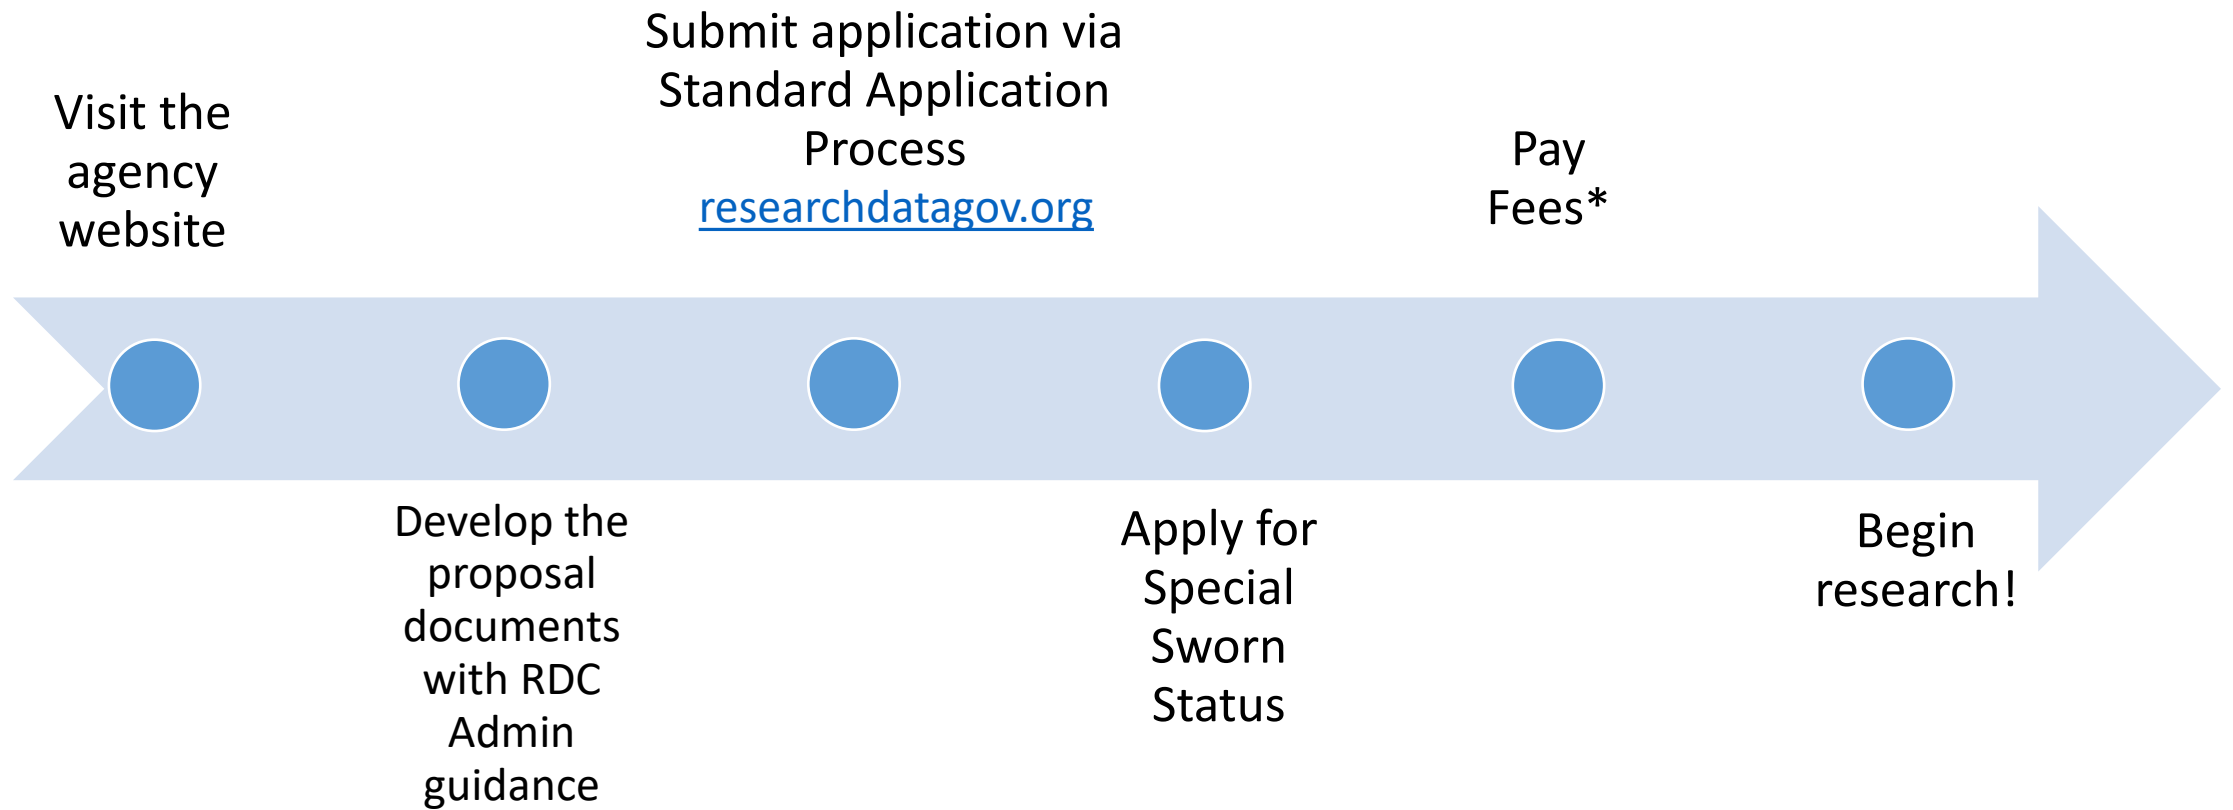 Visit the
agency
website
Develop the
proposal
documents
with RDC
Admin
guidance
Submit application via
Standard Application
Process
researchdatagov.org
Apply for
Special
Sworn
Status
Pay
Fees*
Begin
research!